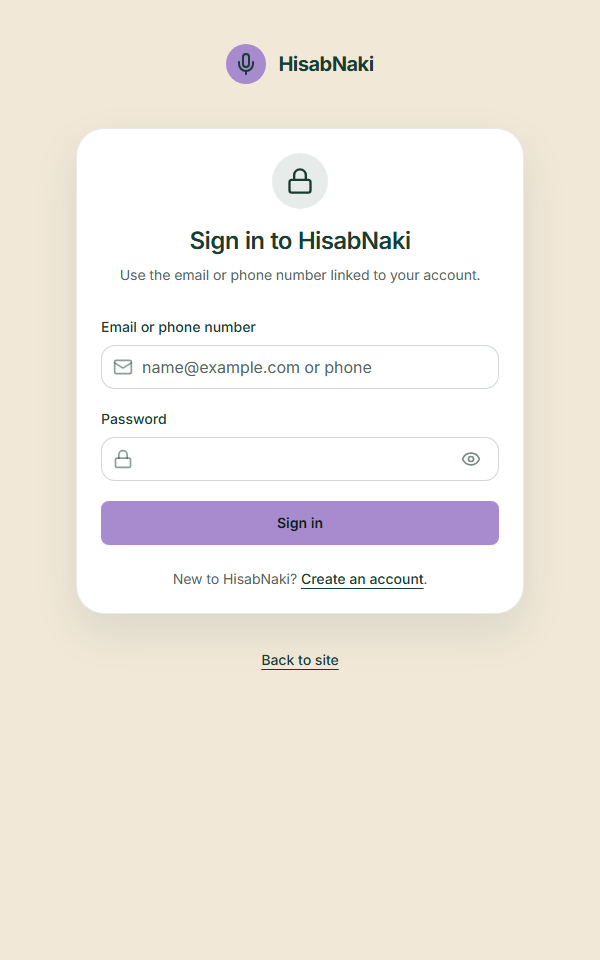 HisabNaki
Sign in to HisabNaki
Use the email or phone number linked to your account.
Email or phone number
name@example.com or phone
Password
Sign in
New to HisabNaki? Create an account.
Back to site